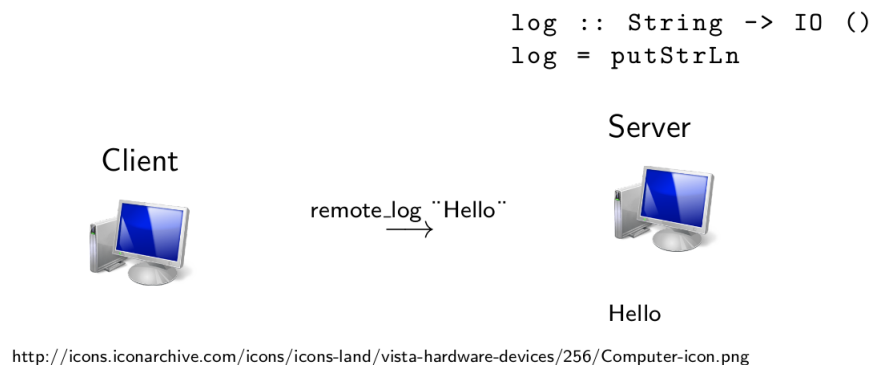 log :: String -> IO ()
log = putStrLn
Server
Client
remote_log ¨Hello¨
Hello
http://icons.iconarchive.com/icons/icons-land/vista-hardware-devices/256/Computer-icon.png